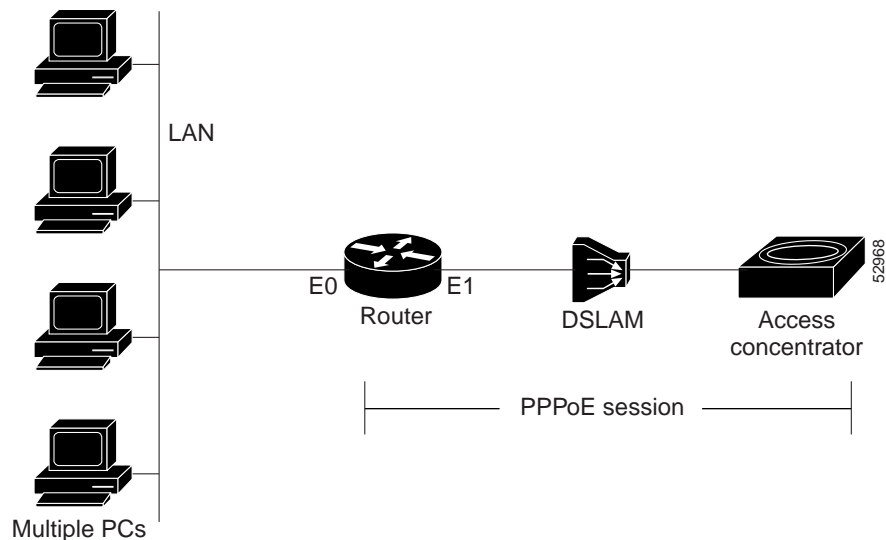 LAN
E0
E1
Router
DSLAM
Access
concentrator
52968
PPPoE session
Multiple PCs